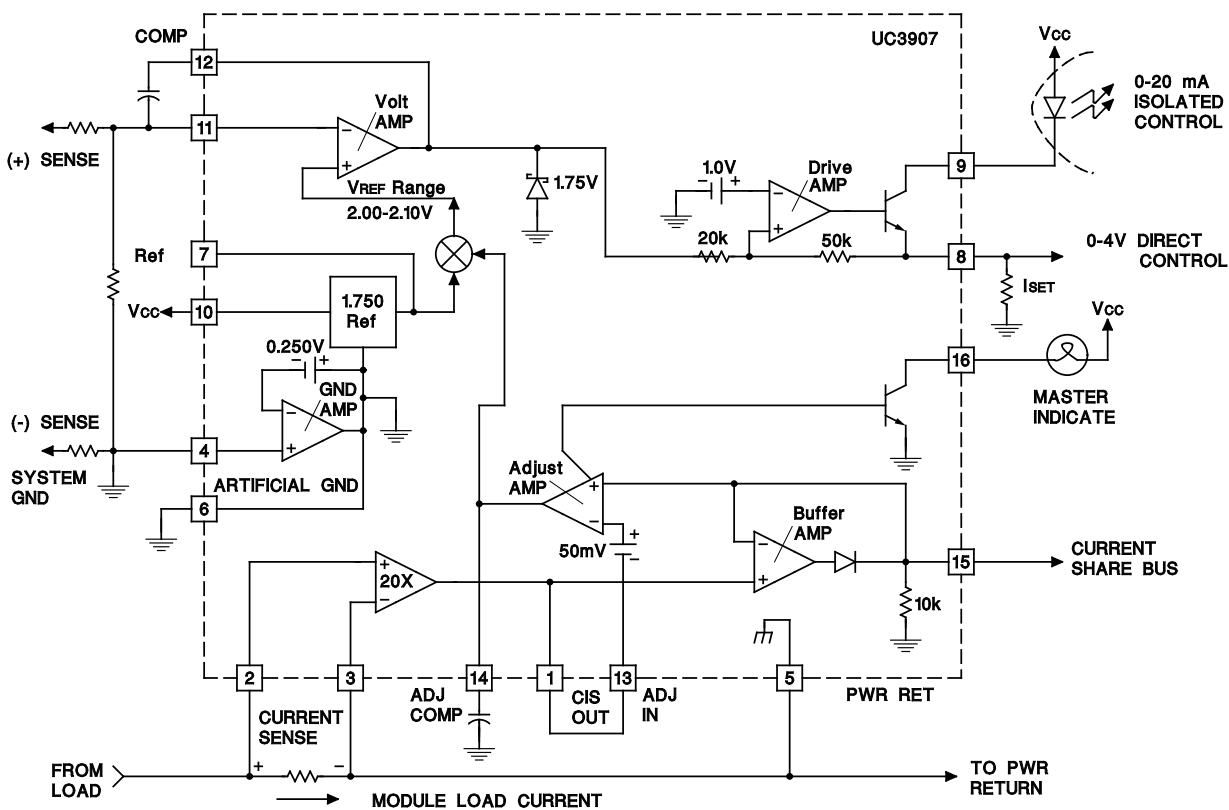 COMP
12
UC3907
Vcc
0-20 mA
ISOLATED
CONTROL
Volt
AMP
11
−
+
(+) SENSE
1.0V
− +
Drive
AMP
−
+
9
VREF Range
2.00-2.10V
1.75V
20k
50k
8
0-4V DIRECT
CONTROL
ISET
Ref
7
Vcc
10
1.750
Ref
0.250V
− +
Vcc
16
MASTER
INDICATE
GND
AMP
−
+
(-) SENSE
4
SYSTEM
GND
ARTIFICIAL GND
6
Adjust
AMP
+
−
50mV
+
−
Buffer
AMP
−
+
15
CURRENT
SHARE BUS
+
20X
−
10k
2
3
14
1
13
5
ADJ
COMP
CIS
OUT
ADJ
IN
PWR RET
CURRENT
SENSE
FROM
LOAD
+ −
TO PWR
RETURN
MODULE LOAD CURRENT